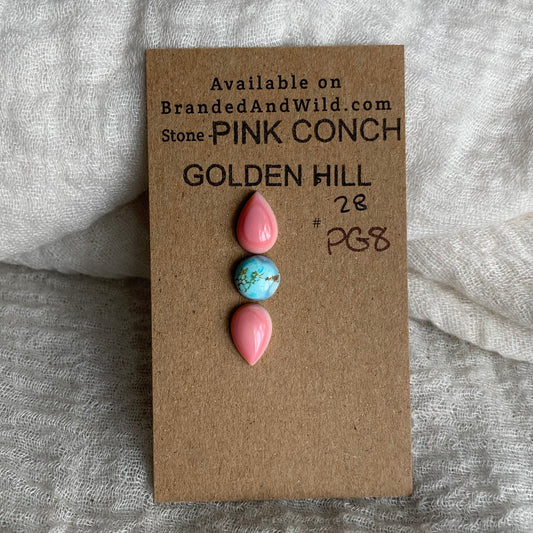 Available on
BrandedAndWild.com
Stone - PINK CONCH
GOLDEN HILL
28
# PG8